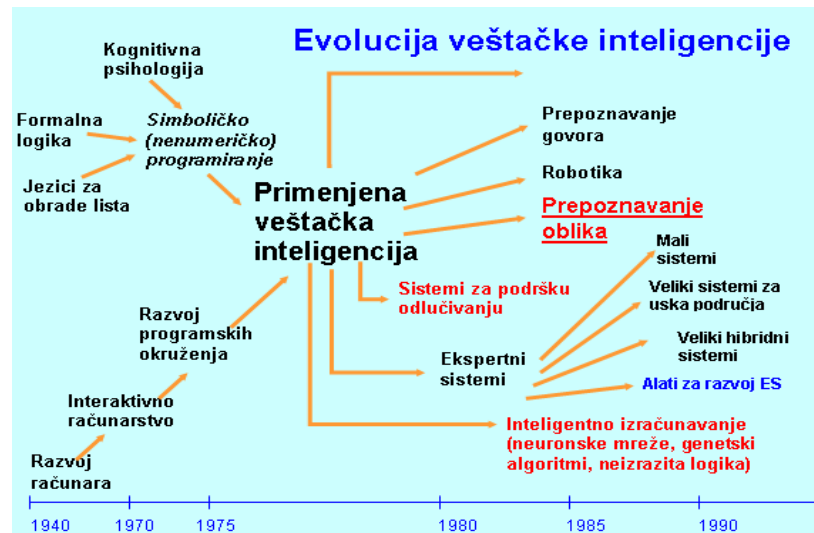 Evolucija veštačke inteligencije
Kognitivna
psihologija
Formalna
logika
Simboličko
(nenumeričko)
programiranje
Jezici za
obrade lista
Primenjena
veštačka
inteligencija
Prepoznavanje
govora
Robotika
Prepoznavanje
oblika
Mali
sistemi
Sistemi za podršku
odlučivanju
Veliki sistemi za
uska područja
Razvoj
programskih
okruženja
Veliki hibridni
sistemi
Ekspertni
sistemi
Alati za razvoj ES
Interaktivno
računarstvo
Inteligentno izračunavanje
(neuronske mreže, genetski
algoritmi, neizrazita logika)
Razvoj
računara
1940 1970 1975 1980 1985 1990